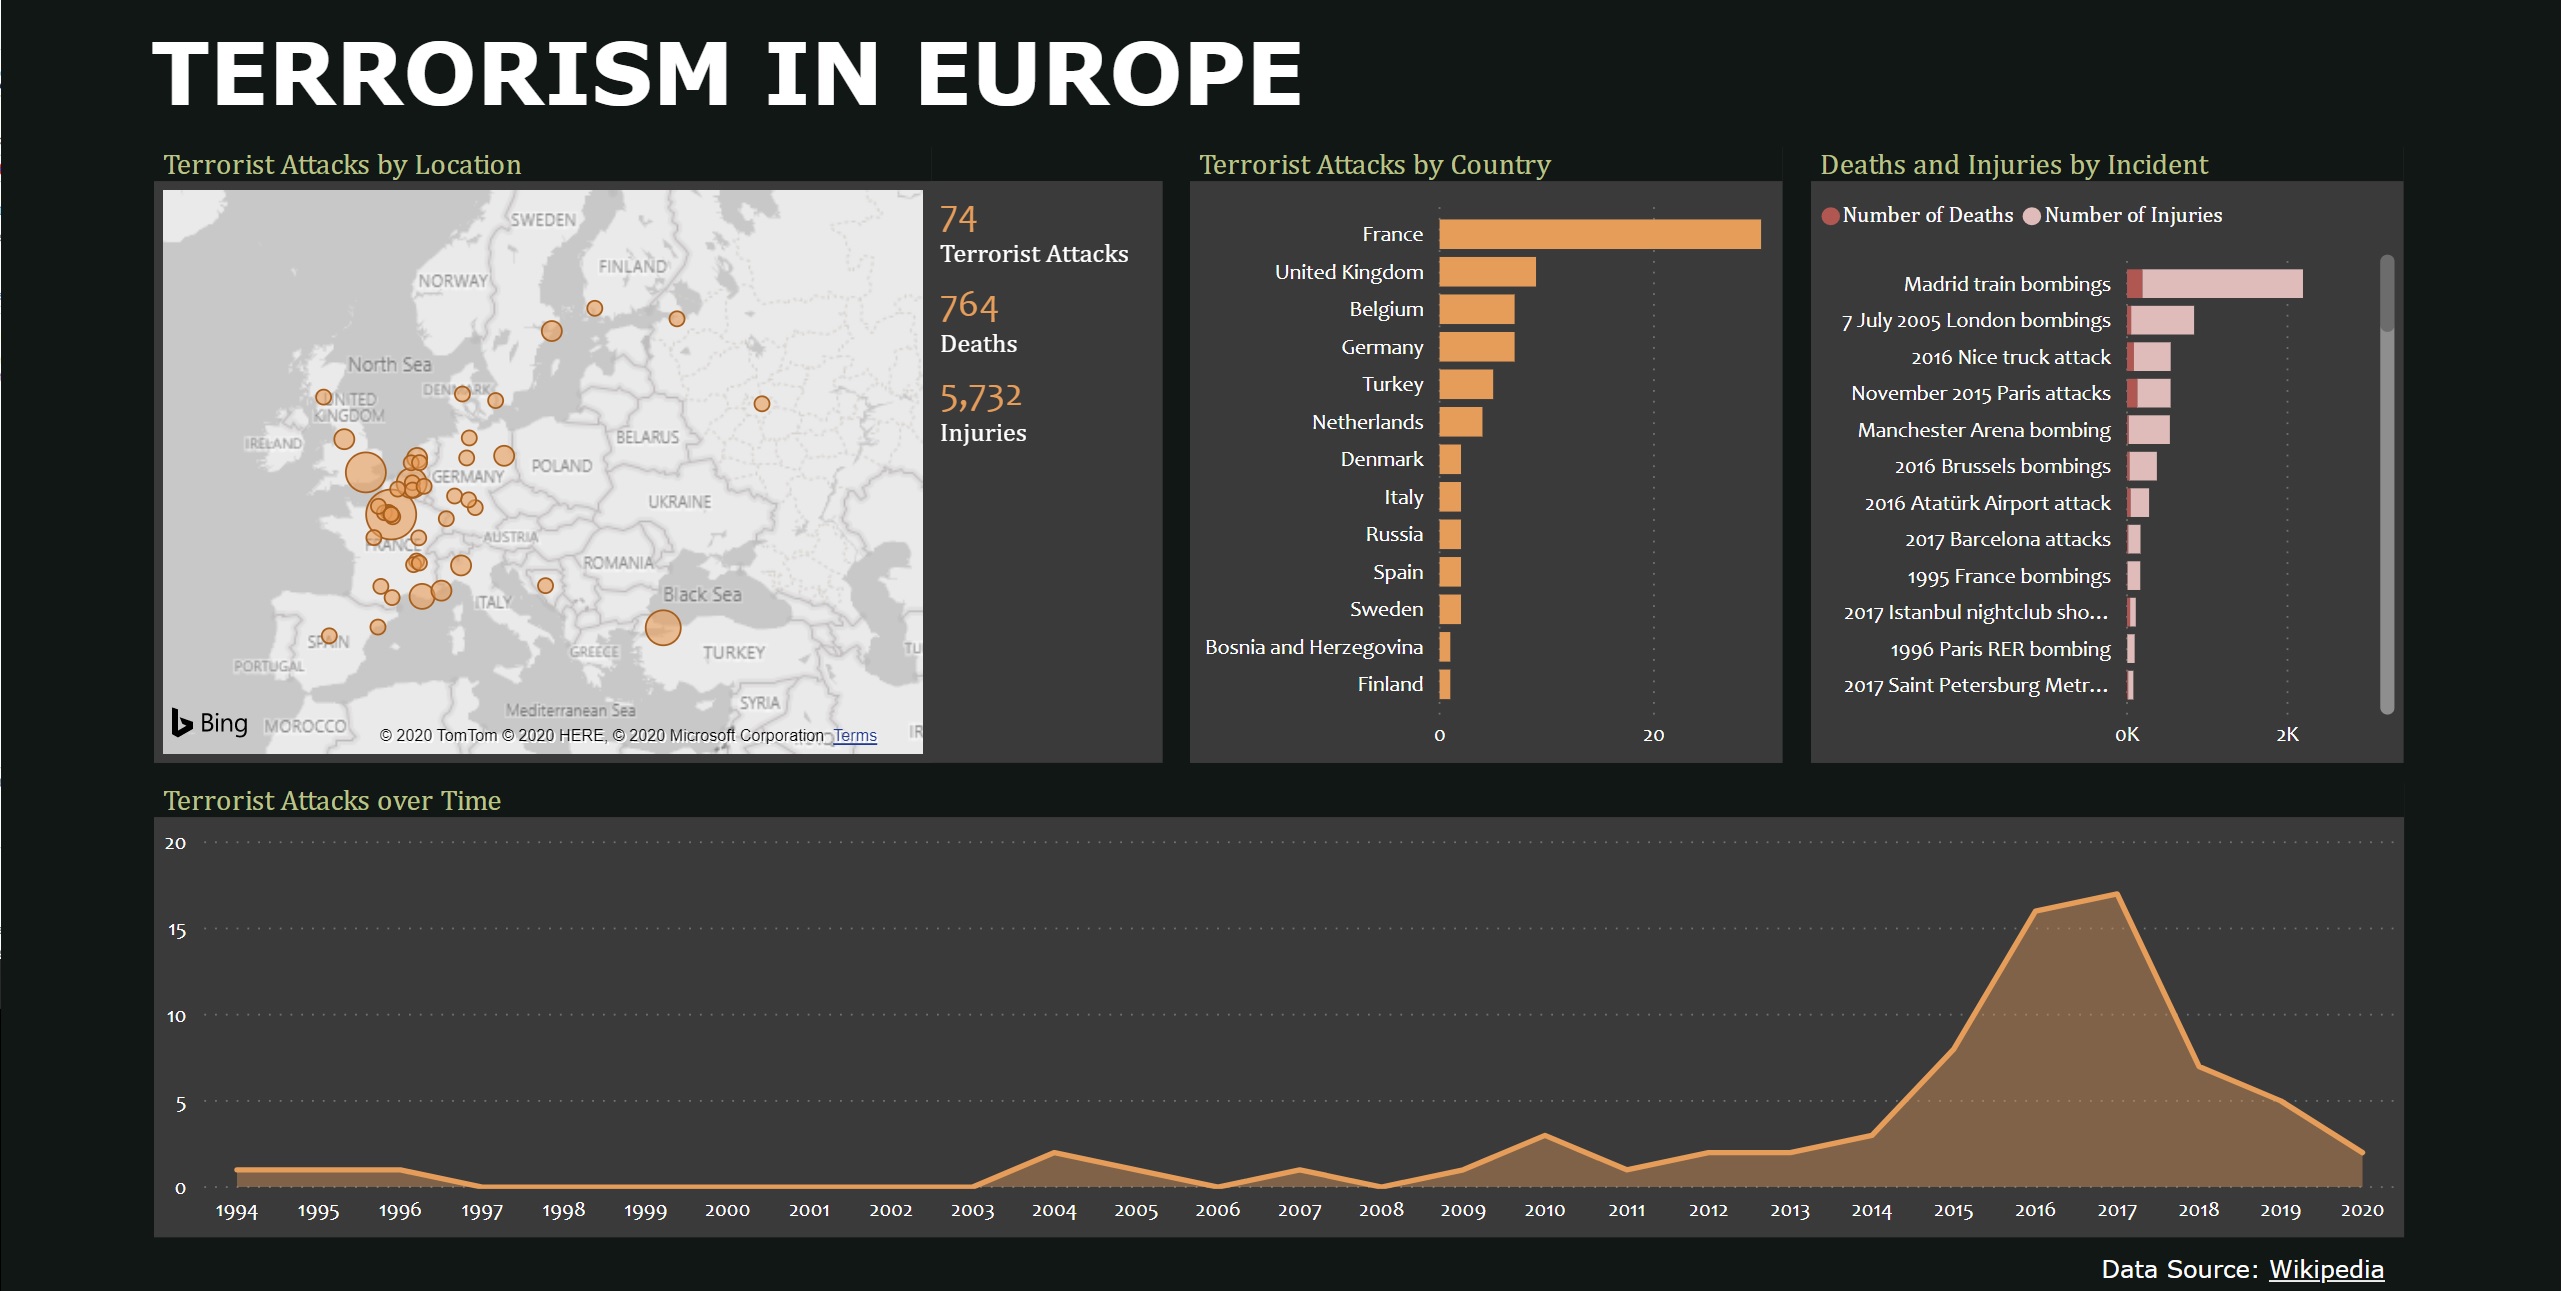 TERRORISM IN EUROPE
Terrorist Attacks by Location
SWEDEN
FINLAND
NORWAY
North Sea
DENMARK
UNITED
KINGDOM
IRELAND
BELARUS
POLAND
GERMANY
UKRAINE
FRANCE
AUSTRIA
ROMANIA
Black Sea
ITALY
SPAIN
PORTUGAL
GREECE
TURKEY
SYRIA
Mediterranean Sea
MOROCCO
Bing
© 2020 TomTom © 2020 HERE, © 2020 Microsoft Corporation Terms
74
Terrorist Attacks
764
Deaths
5,732
Injuries
Terrorist Attacks by Country
France
United Kingdom
Belgium
Germany
Turkey
Netherlands
Denmark
Italy
Russia
Spain
Sweden
Bosnia and Herzegovina
Finland
0 20
Deaths and Injuries by Incident
Number of Deaths Number of Injuries
Madrid train bombings
7 July 2005 London bombings
2016 Nice truck attack
November 2015 Paris attacks
Manchester Arena bombing
2016 Brussels bombings
2016 Atatürk Airport attack
2017 Barcelona attacks
1995 France bombings
2017 Istanbul nightclub sho...
1996 Paris RER bombing
2017 Saint Petersburg Metr...
0K 2K
Terrorist Attacks over Time
20
15
10
5
0
1994 1995 1996 1997 1998 1999 2000 2001 2002 2003 2004 2005 2006 2007 2008 2009 2010 2011 2012 2013 2014 2015 2016 2017 2018 2019 2020
Data Source: Wikipedia